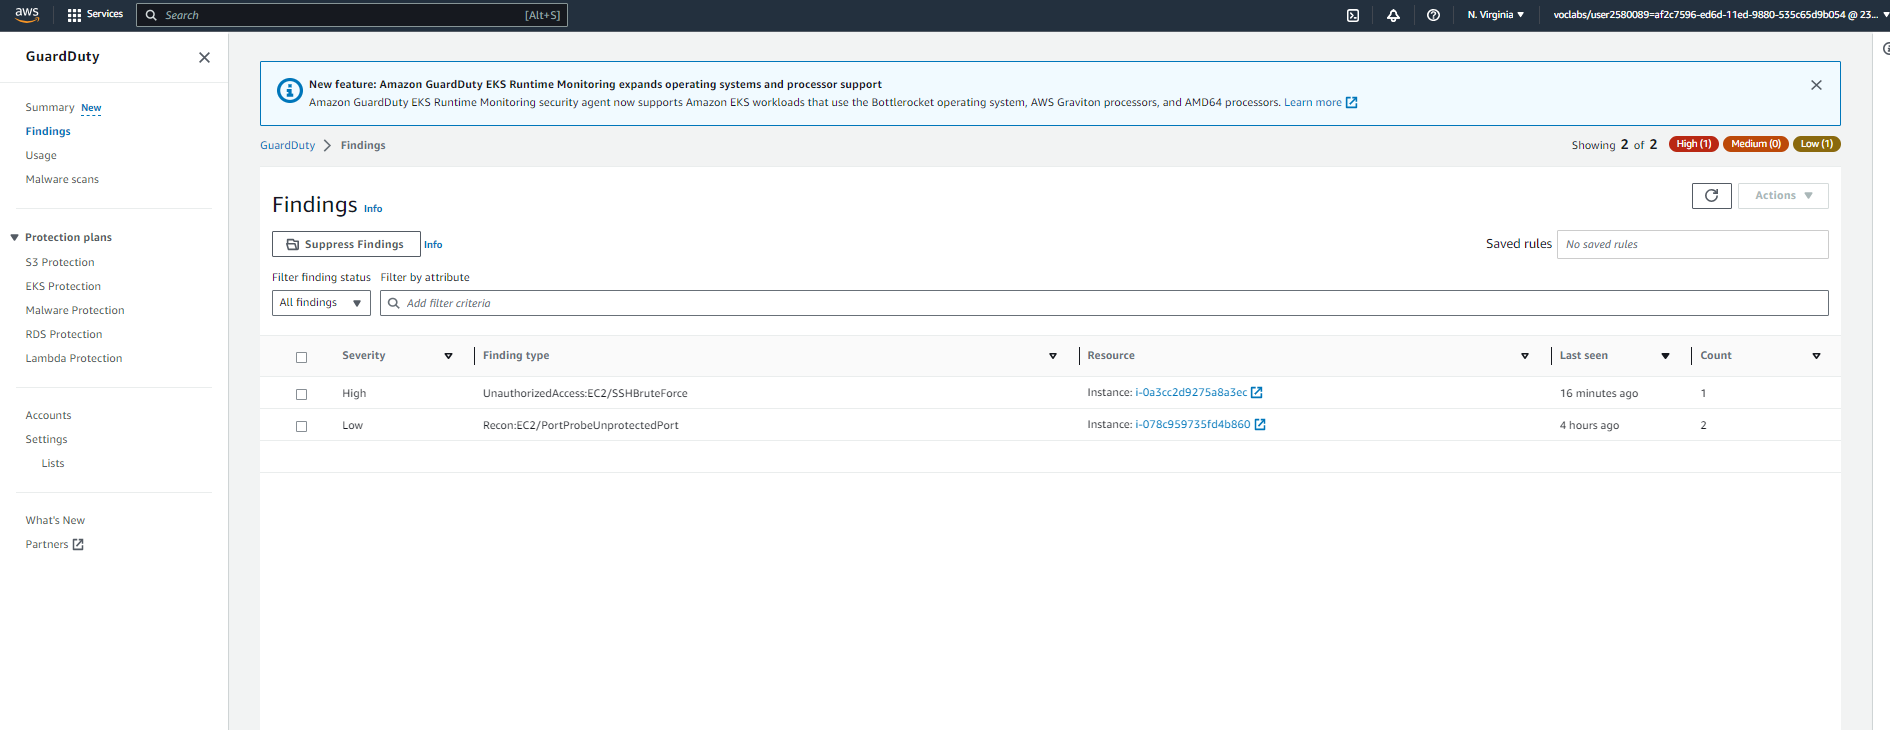 aws Services Search [Alt+S] N. Virginia voclabs/user2580089=af2c7596-ed6d-11ed-9880-535c65d9b054 @ 23...
GuardDuty
Summary New
Findings
Usage
Malware scans
Protection plans
S3 Protection
EKS Protection
Malware Protection
RDS Protection
Lambda Protection
Accounts
Settings
Lists
What's New
Partners
New feature: Amazon GuardDuty EKS Runtime Monitoring expands operating systems and processor support
Amazon GuardDuty EKS Runtime Monitoring security agent now supports Amazon EKS workloads that use the Bottlerocket operating system, AWS Graviton processors, and AMD64 processors. Learn more
GuardDuty Findings Showing 2 of 2 High (1) Medium (0) Low (1)
Findings Info Actions
Suppress Findings Info Saved rules No saved rules
Filter finding status Filter by attribute
All findings Add filter criteria
Severity Finding type Resource Last seen Count
High UnauthorizedAccess:EC2/SSHBruteForce Instance: i-0a3cc2d9275a8a3ec 16 minutes ago 1
Low Recon:EC2/PortProbeUnprotectedPort Instance: i-078c959735fd4b860 4 hours ago 2